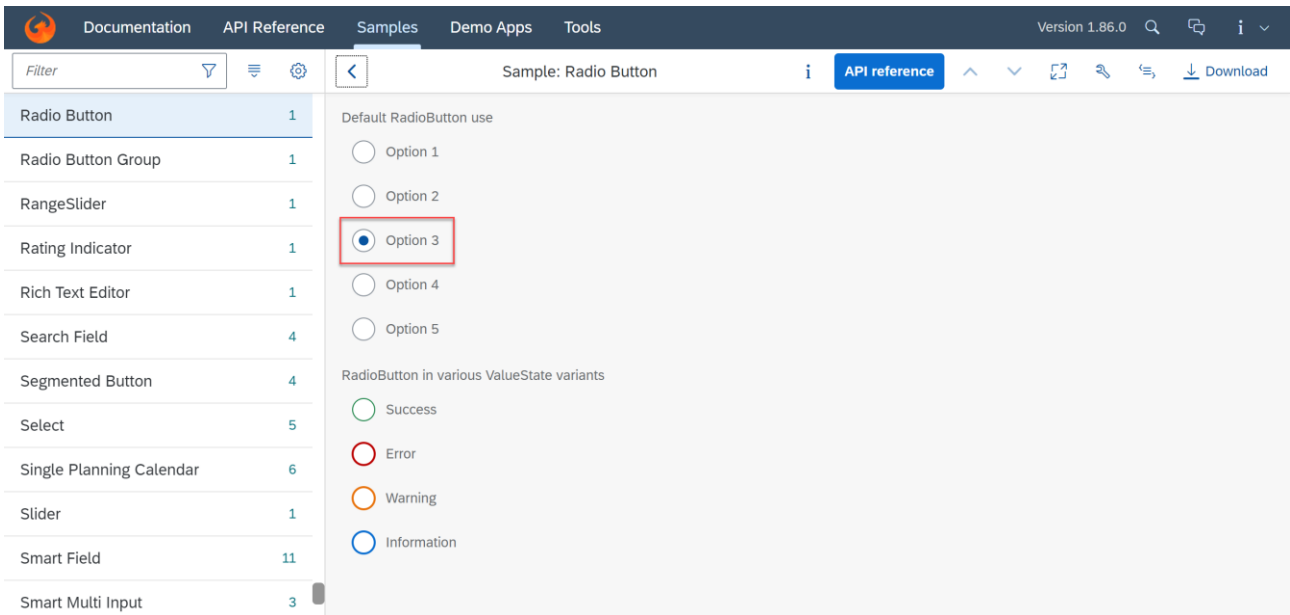 Documentation API Reference Samples Demo Apps Tools Version 1.86.0
Filter
Sample: Radio Button
API reference
Download
Radio Button 1
Radio Button Group 1
RangeSlider 1
Rating Indicator 1
Rich Text Editor 1
Search Field 4
Segmented Button 4
Select 5
Single Planning Calendar 6
Slider 1
Smart Field 11
Smart Multi Input 3
Default RadioButton use
Option 1
Option 2
Option 3
Option 4
Option 5
RadioButton in various ValueState variants
Success
Error
Warning
Information